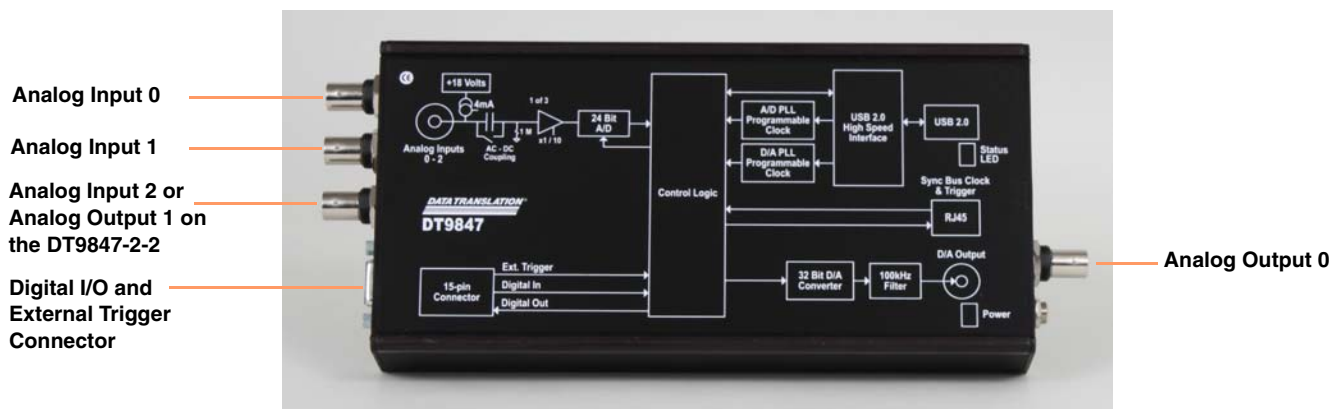 Analog Input 0
Analog Input 1
Analog Input 2 or
Analog Output 1 on
the DT9847-2-2
Digital I/O and
External Trigger
Connector
CE
+18 Volts
4mA
1 of 3
1 M
x1 / 10
Analog Inputs
0 - 2
AC - DC
Coupling
24 Bit
A/D
Control Logic
A/D PLL
Programmable
Clock
D/A PLL
Programmable
Clock
USB 2.0
High Speed
Interface
USB 2.0
Status
LED
Sync Bus Clock
& Trigger
RJ45
DATA TRANSLATION®
DT9847
15-pin
Connector
Ext. Trigger
Digital In
Digital Out
32 Bit D/A
Converter
100kHz
Filter
D/A Output
Power
Analog Output 0